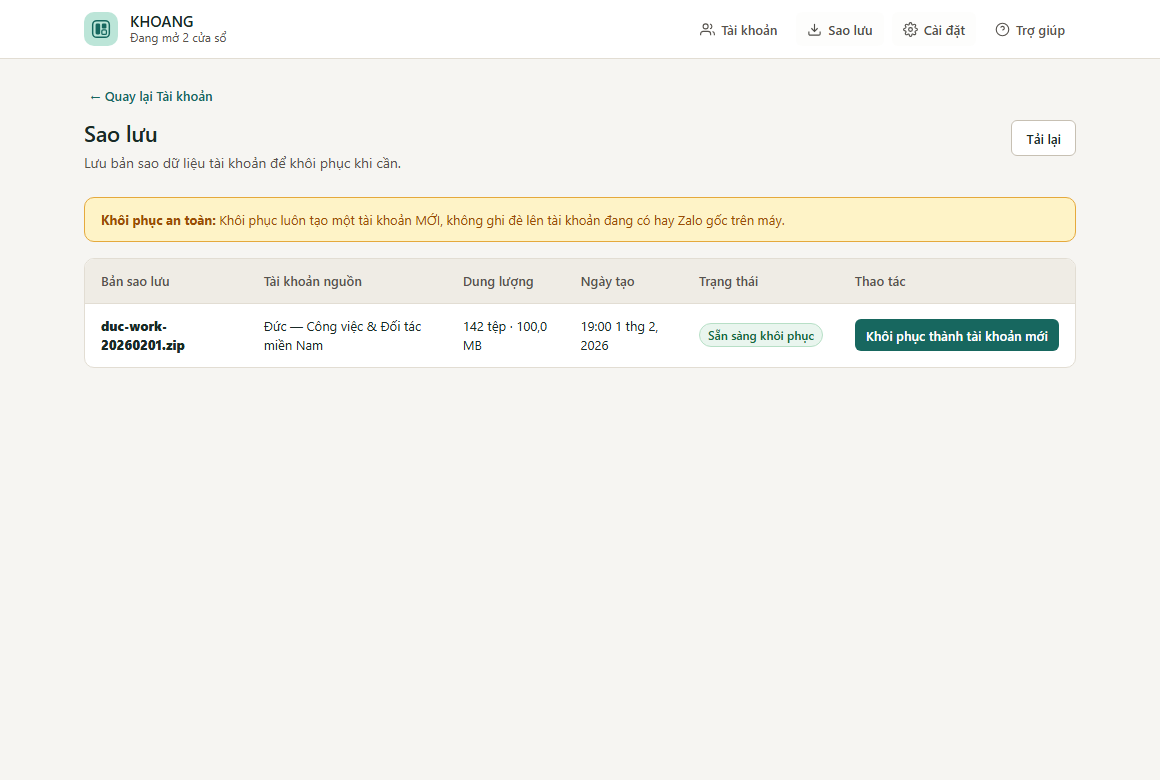 KHOANG
Đang mở 2 cửa sổ
Tài khoản
Sao lưu
Cài đặt
Trợ giúp
← Quay lại Tài khoản
Sao lưu
Lưu bản sao dữ liệu tài khoản để khôi phục khi cần.
Tải lại
Khôi phục an toàn: Khôi phục luôn tạo một tài khoản MỚI, không ghi đè lên tài khoản đang có hay Zalo gốc trên máy.
Bản sao lưu
Tài khoản nguồn
Dung lượng
Ngày tạo
Trạng thái
Thao tác
duc-work-
20260201.zip
Đức — Công việc & Đối tác
miền Nam
142 tệp · 100,0
MB
19:00 1 thg 2,
2026
Sẵn sàng khôi phục
Khôi phục thành tài khoản mới